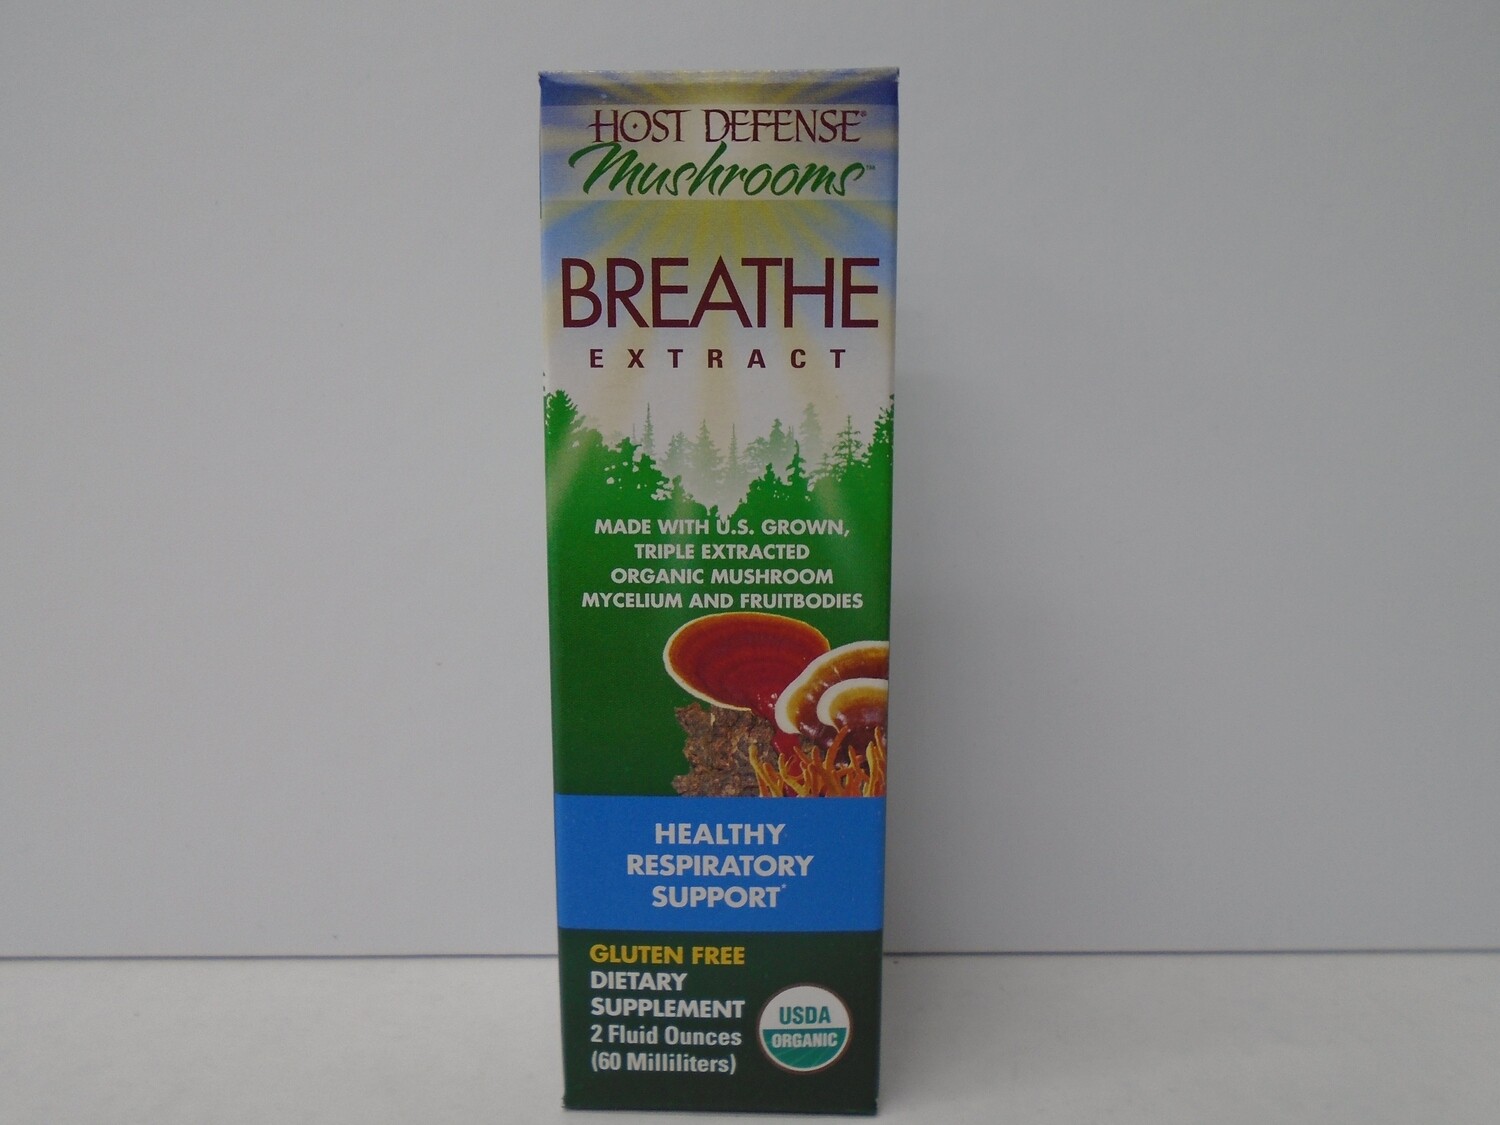 HOST DEFENSE®
Mushrooms™
BREATHE
EXTRACT
MADE WITH U.S. GROWN,
TRIPLE EXTRACTED
ORGANIC MUSHROOM
MYCELIUM AND FRUITBODIES
HEALTHY
RESPIRATORY
SUPPORT*
GLUTEN FREE
DIETARY
SUPPLEMENT
2 Fluid Ounces
(60 Milliliters)
USDA
ORGANIC